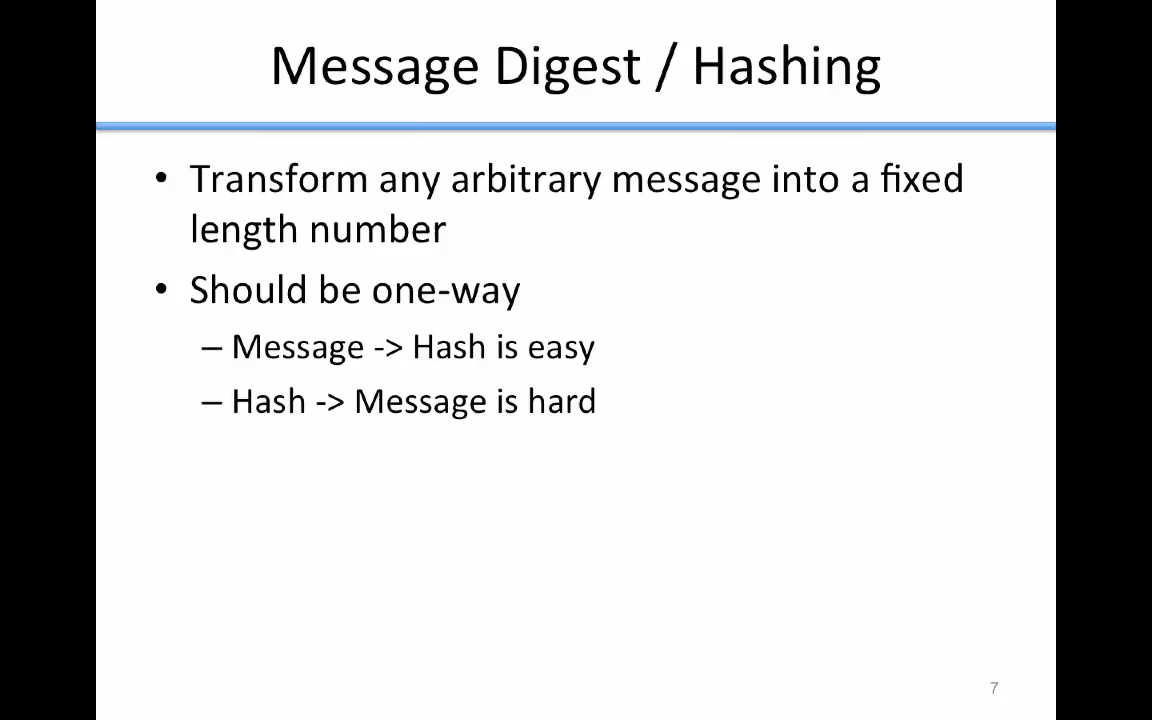 Message Digest / Hashing
• Transform any arbitrary message into a fixed
length number
• Should be one-way
– Message -> Hash is easy
– Hash -> Message is hard
7